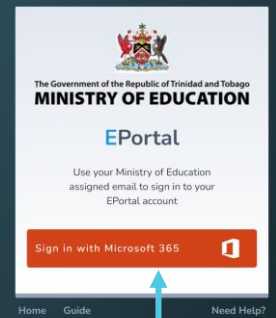 The Government of the Republic of Trinidad and Tobago
MINISTRY OF EDUCATION
EPortal
Use your Ministry of Education
assigned email to sign in to your
EPortal account
Sign in with Microsoft 365
Home Guide Need Help?